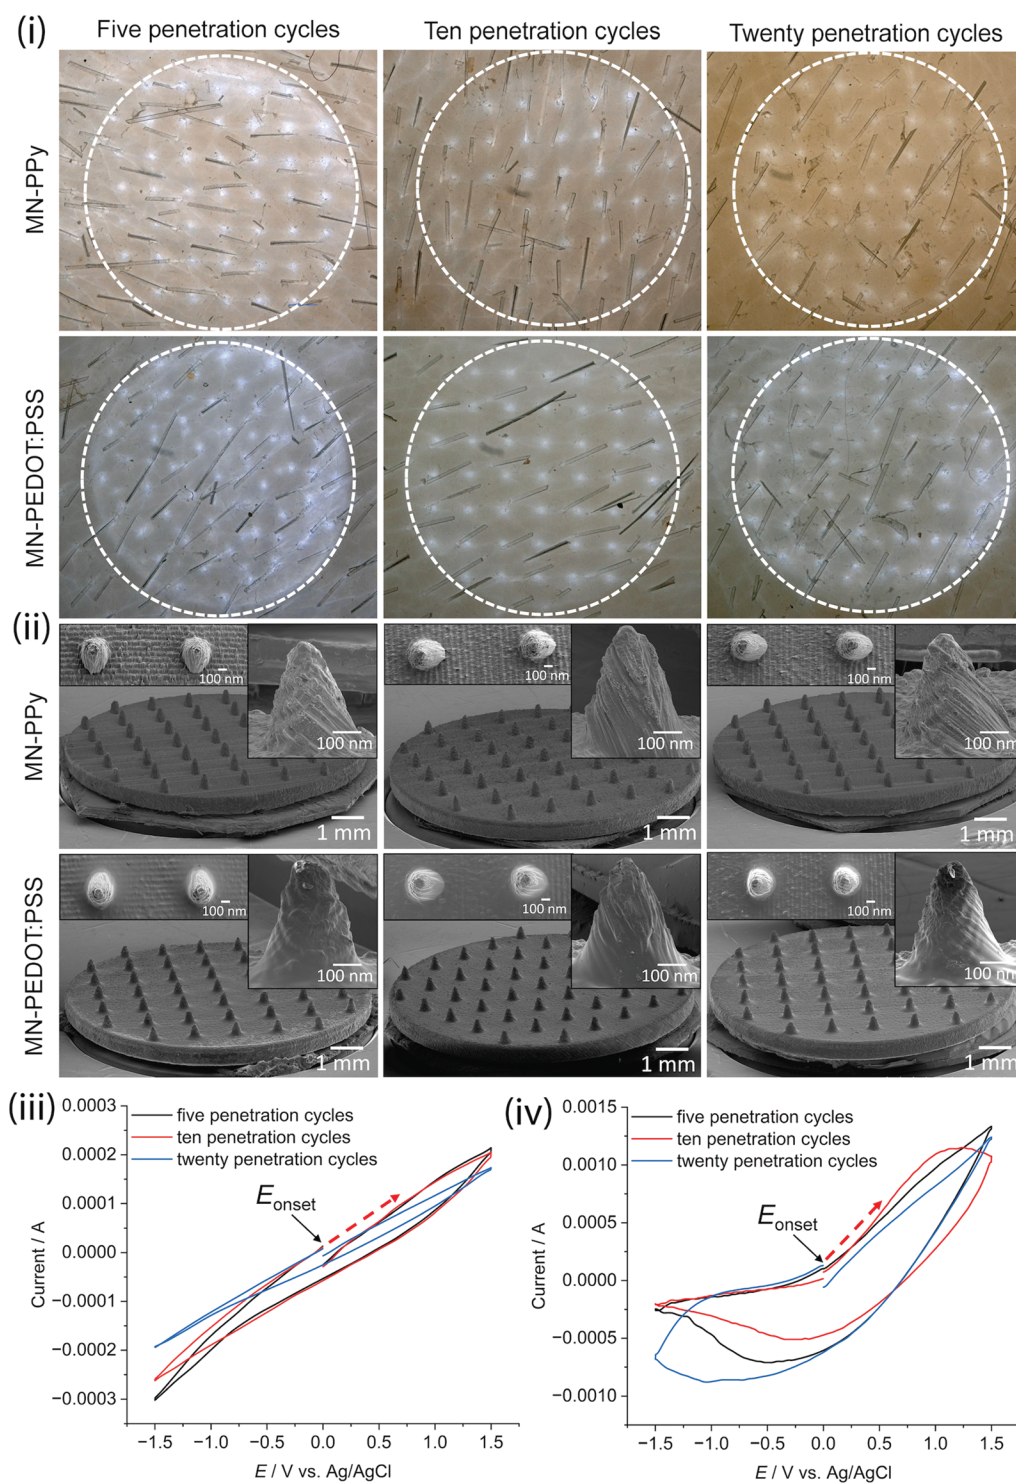 (i)
Five penetration cycles
Ten penetration cycles
Twenty penetration cycles
MN-PPy
MN-PEDOT:PSS
(ii)
MN-PPy
100 nm
100 nm
1 mm
100 nm
100 nm
1 mm
100 nm
100 nm
1 mm
MN-PEDOT:PSS
100 nm
100 nm
1 mm
100 nm
100 nm
1 mm
100 nm
100 nm
1 mm
(iii)
five penetration cycles
ten penetration cycles
twenty penetration cycles
Eonset
Current / A
0.0003
0.0002
0.0001
0.0000
−0.0001
−0.0002
−0.0003
−1.5 −1.0 −0.5 0.0 0.5 1.0 1.5
E / V vs. Ag/AgCl
(iv)
five penetration cycles
ten penetration cycles
twenty penetration cycles
Eonset
Current / A
0.0015
0.0010
0.0005
0.0000
−0.0005
−0.0010
−1.5 −1.0 −0.5 0.0 0.5 1.0 1.5
E / V vs. Ag/AgCl